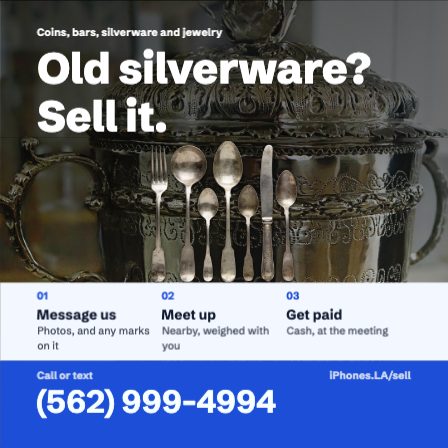 Coins, bars, silverware and jewelry
Old silverware?
Sell it.
01
Message us
Photos, and any marks
on it
02
Meet up
Nearby, weighed with
you
03
Get paid
Cash, at the meeting
Call or text
(562) 999-4994
iPhones.LA/sell